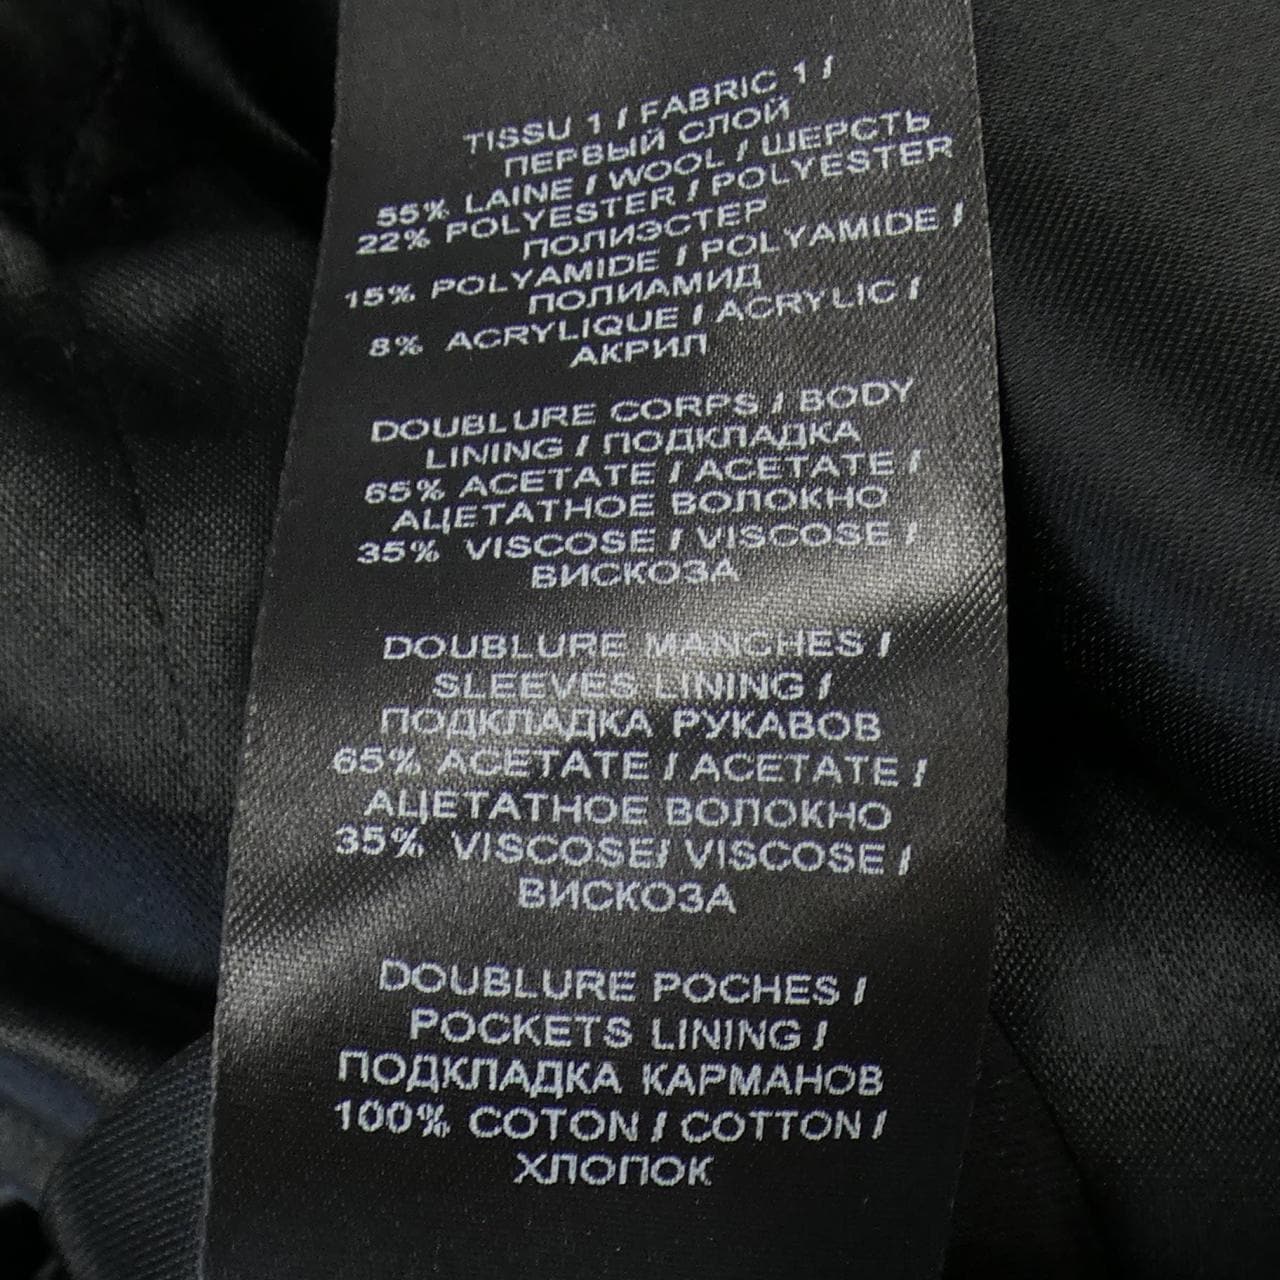 TISSU 1 / FABRIC 1 /
ПЕРВЫЙ СЛОЙ
55% LAINE / WOOL / ШЕРСТЬ
22% POLYESTER / POLYESTER
ПОЛИЭСТЕР
15% POLYAMIDE / POLYAMIDE /
ПОЛИАМИД
8% ACRYLIQUE / ACRYLIC /
АКРИЛ
DOUBLURE CORPS / BODY
LINING / ПОДКЛАДКА
65% ACETATE / ACETATE /
АЦЕТАТНОЕ ВОЛОКНО
35% VISCOSE / VISCOSE /
ВИСКОЗА
DOUBLURE MANCHES /
SLEEVES LINING /
ПОДКЛАДКА РУКАВОВ
65% ACETATE / ACETATE /
АЦЕТАТНОЕ ВОЛОКНО
35% VISCOSE/ VISCOSE /
ВИСКОЗА
DOUBLURE POCHES /
POCKETS LINING /
ПОДКЛАДКА КАРМАНОВ
100% COTON / COTTON /
ХЛОПОК